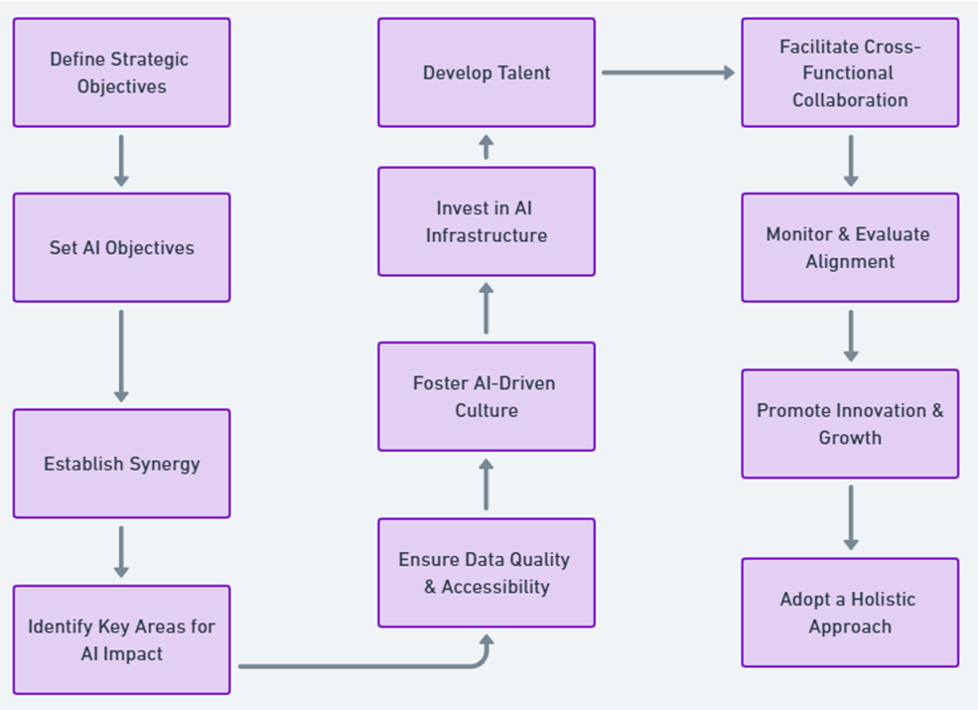 Define Strategic
Objectives
Set AI Objectives
Establish Synergy
Identify Key Areas for
AI Impact
Ensure Data Quality
& Accessibility
Foster AI-Driven
Culture
Invest in AI
Infrastructure
Develop Talent
Facilitate Cross-
Functional
Collaboration
Monitor & Evaluate
Alignment
Promote Innovation &
Growth
Adopt a Holistic
Approach